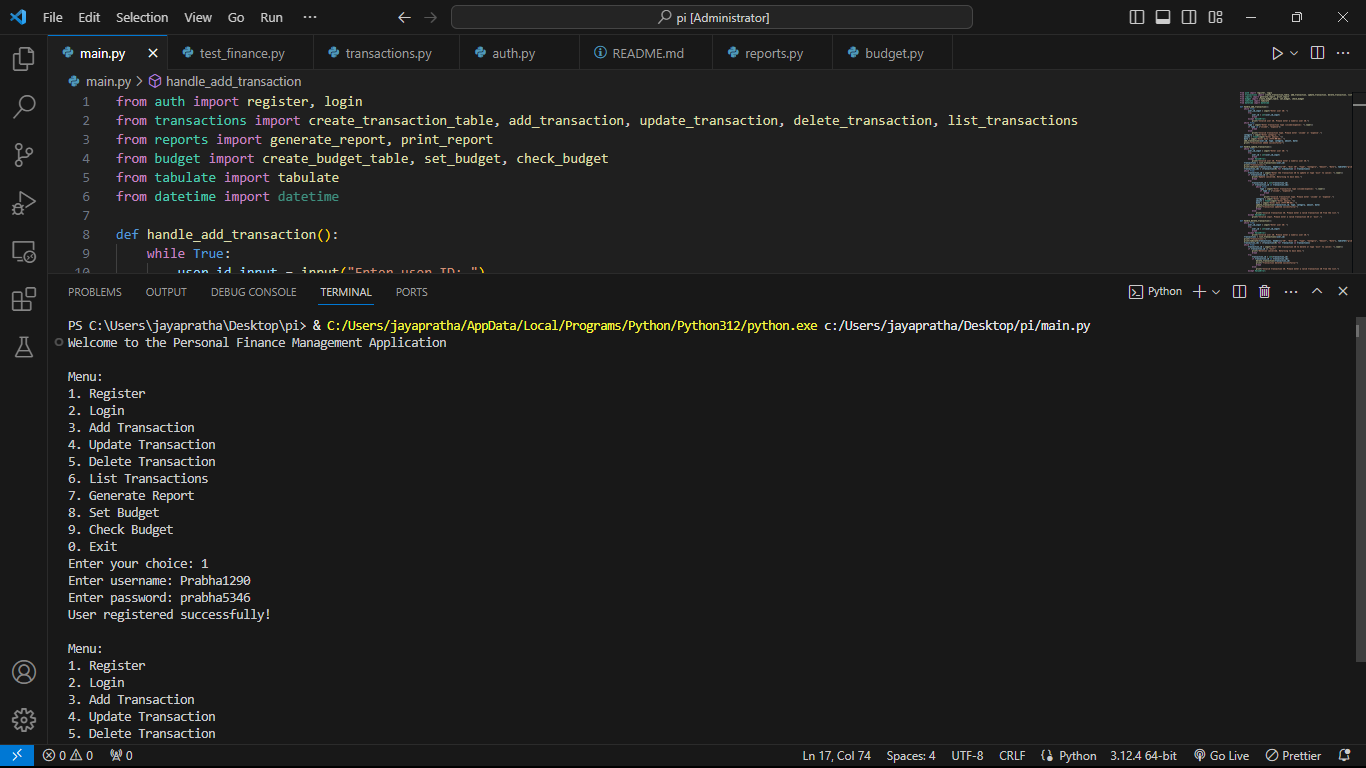 File Edit Selection View Go Run ··· pi [Administrator]
main.py test_finance.py transactions.py auth.py README.md reports.py budget.py
main.py > handle_add_transaction
1 from auth import register, login
2 from transactions import create_transaction_table, add_transaction, update_transaction, delete_transaction, list_transactions
3 from reports import generate_report, print_report
4 from budget import create_budget_table, set_budget, check_budget
5 from tabulate import tabulate
6 from datetime import datetime
7
8 def handle_add_transaction():
9 while True:
10 user_id_input = input("Enter user ID: ")
PROBLEMS OUTPUT DEBUG CONSOLE TERMINAL PORTS Python
PS C:\Users\jayapratha\Desktop\pi> & C:/Users/jayapratha/AppData/Local/Programs/Python/Python312/python.exe c:/Users/jayapratha/Desktop/pi/main.py
Welcome to the Personal Finance Management Application
Menu:
1. Register
2. Login
3. Add Transaction
4. Update Transaction
5. Delete Transaction
6. List Transactions
7. Generate Report
8. Set Budget
9. Check Budget
0. Exit
Enter your choice: 1
Enter username: Prabha1290
Enter password: prabha5346
User registered successfully!
Menu:
1. Register
2. Login
3. Add Transaction
4. Update Transaction
5. Delete Transaction
0 0 0 Ln 17, Col 74 Spaces: 4 UTF-8 CRLF Python 3.12.4 64-bit Go Live Prettier